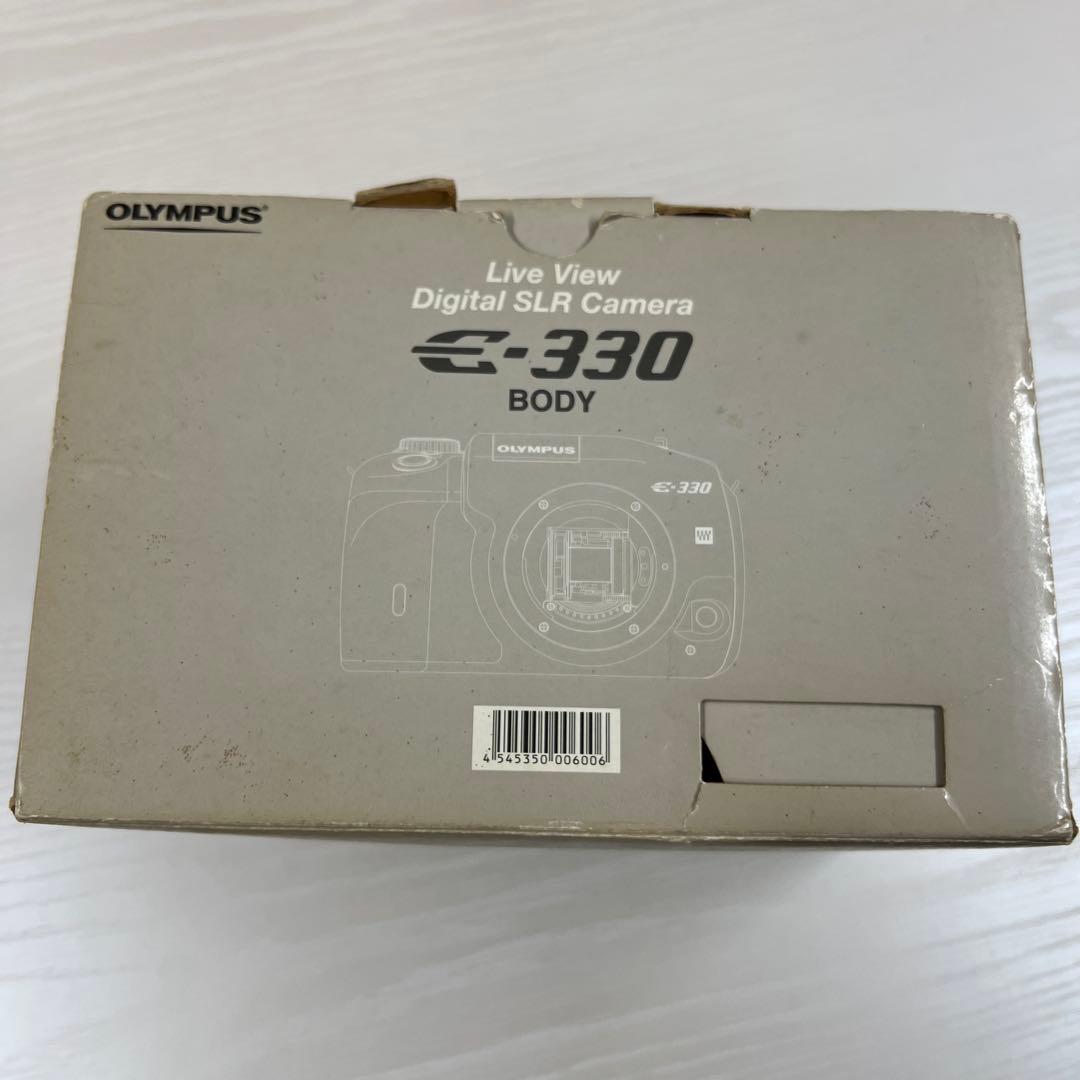 OLYMPUS
Live View
Digital SLR Camera
E-330
BODY
OLYMPUS
E-330
4 545350 006006